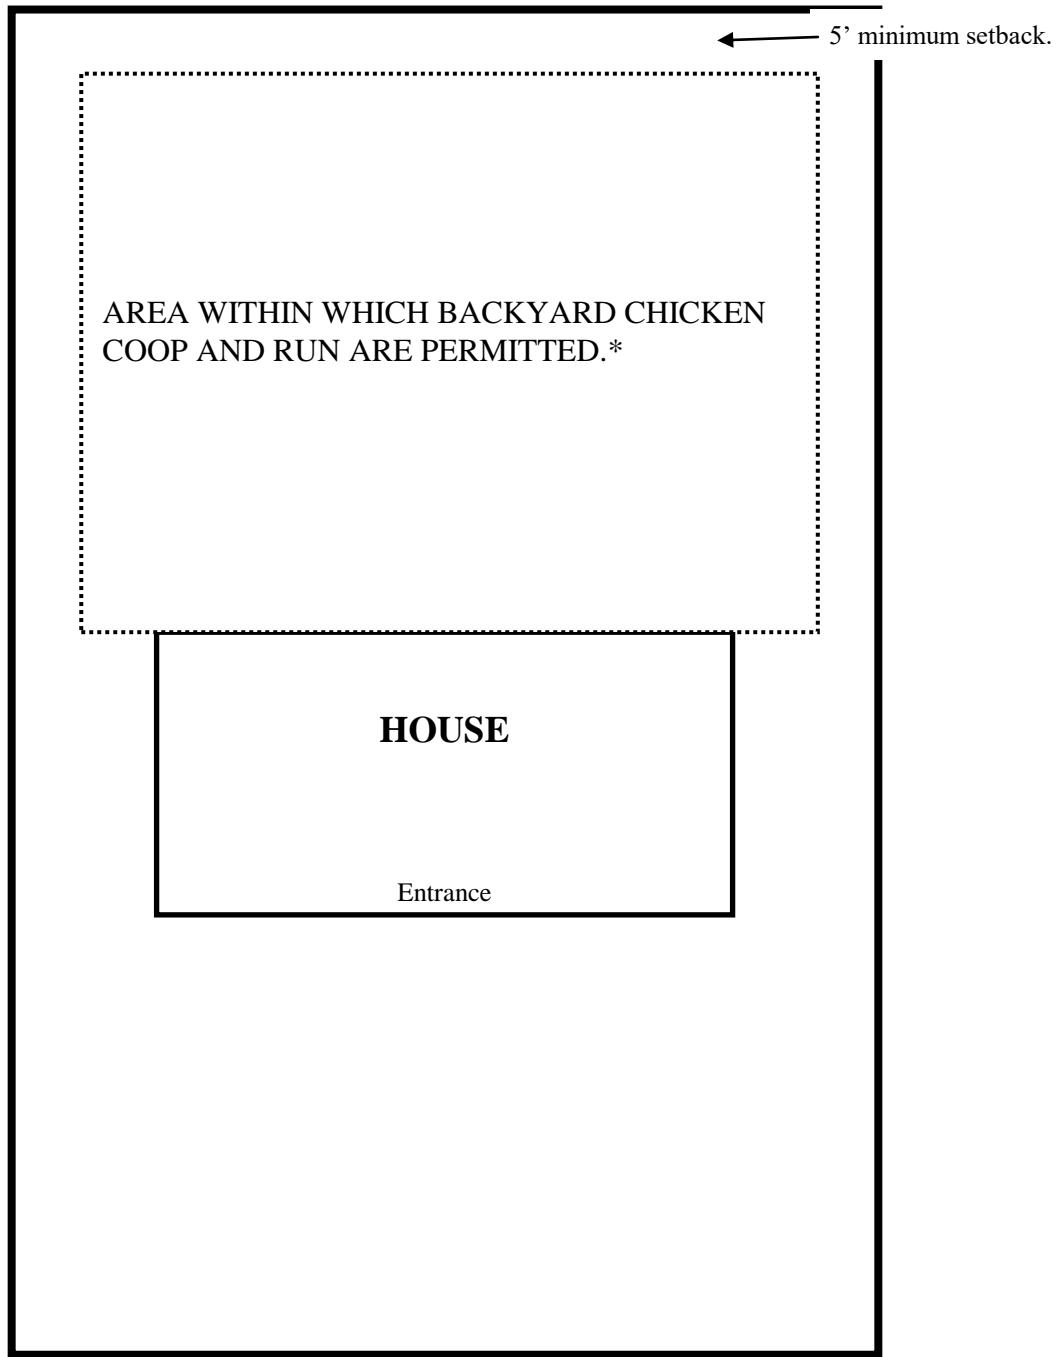 5’ minimum setback.
AREA WITHIN WHICH BACKYARD CHICKEN
COOP AND RUN ARE PERMITTED.*
HOUSE
Entrance